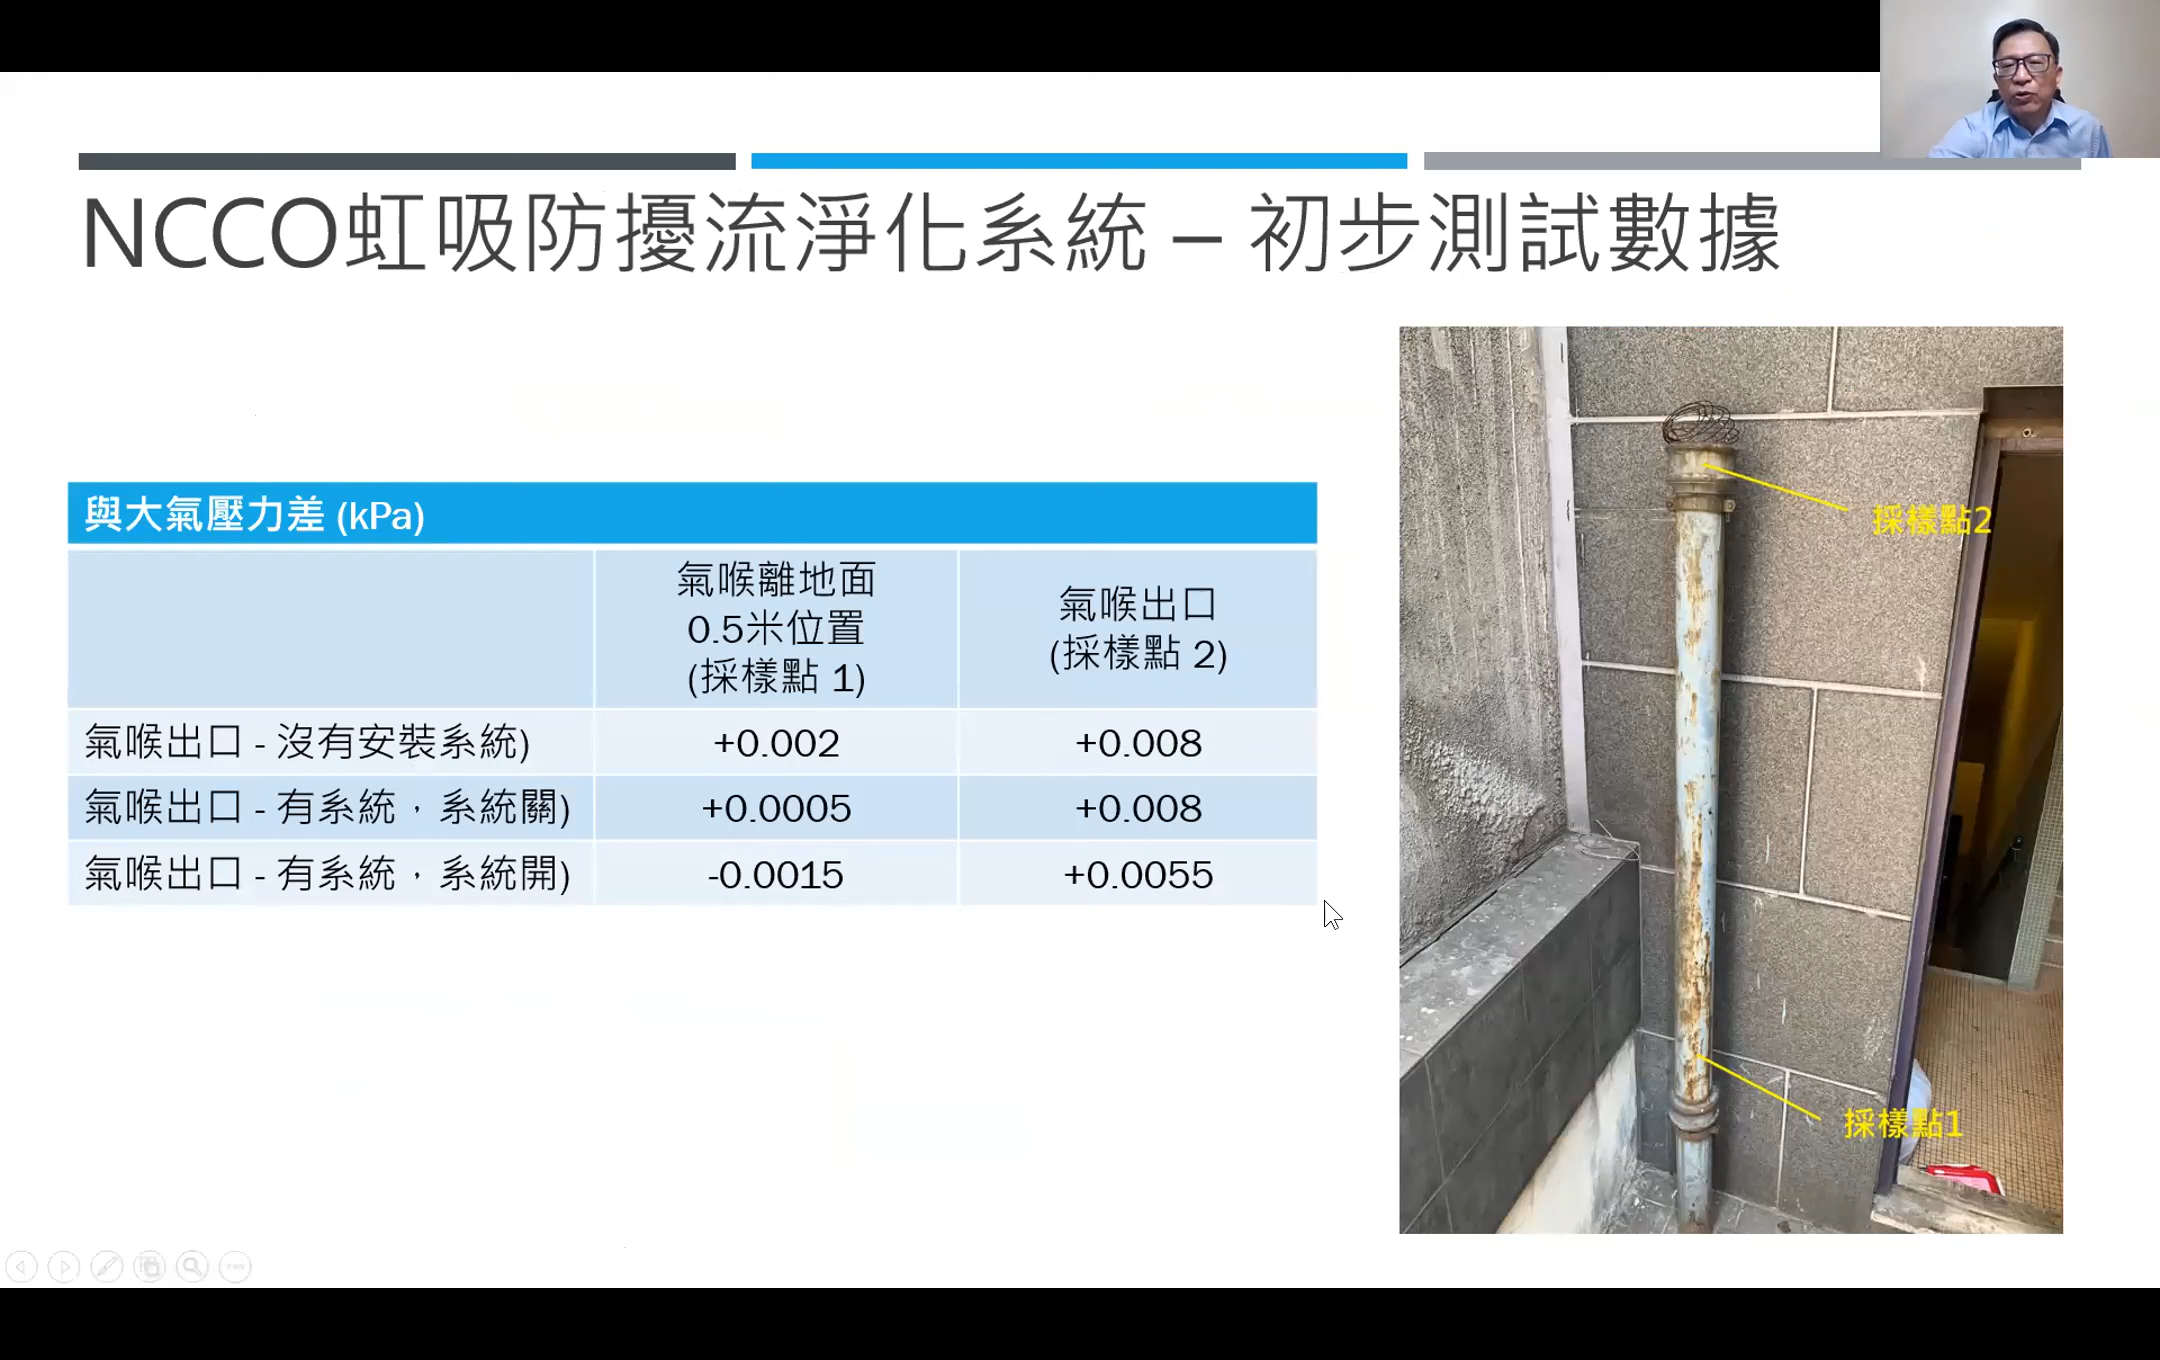 NCCO虹吸防擾流淨化系統 – 初步測試數據
與大氣壓力差 (kPa)
氣喉離地面
0.5米位置
(採樣點 1)
氣喉出口
(採樣點 2)
氣喉出口 - 沒有安裝系統)
+0.002
+0.008
氣喉出口 - 有系統，系統關)
+0.0005
+0.008
氣喉出口 - 有系統，系統開)
-0.0015
+0.0055
採樣點2
採樣點1